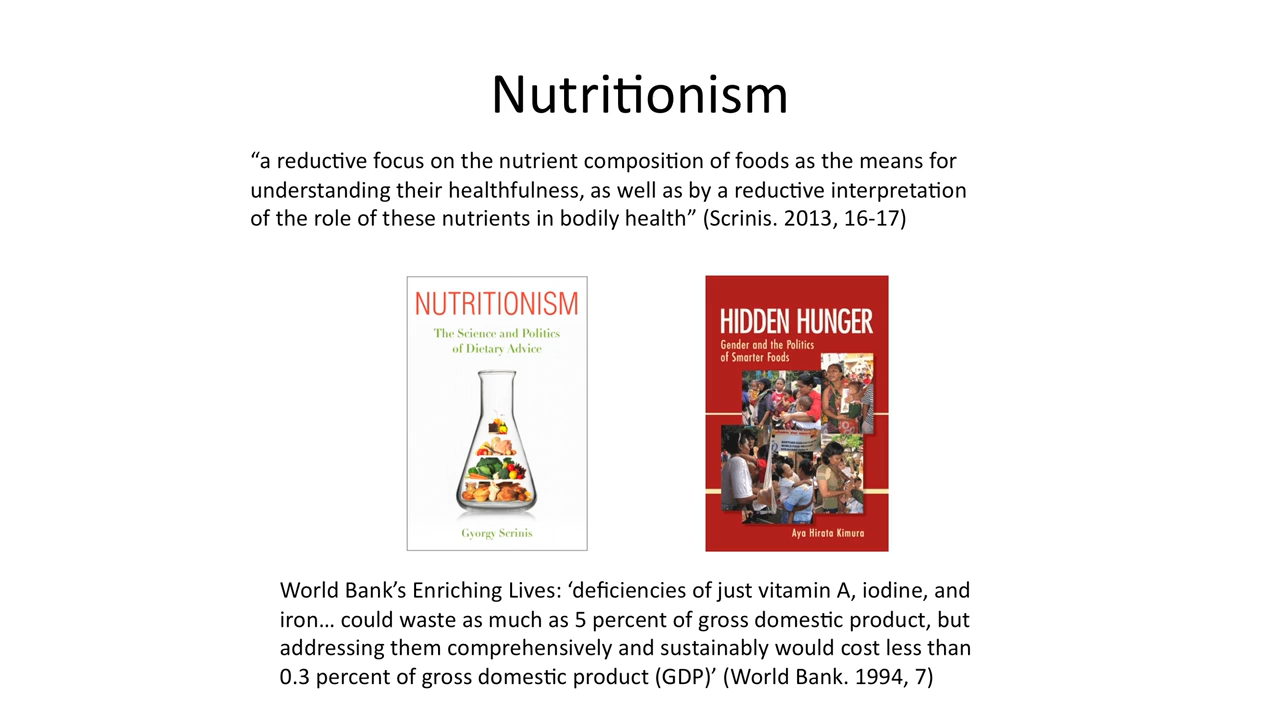 Nutritionism
“a reductive focus on the nutrient composition of foods as the means for
understanding their healthfulness, as well as by a reductive interpretation
of the role of these nutrients in bodily health” (Scrinis. 2013, 16-17)
NUTRITIONISM
The Science and Politics
of Dietary Advice
Gyorgy Scrinis
HIDDEN HUNGER
Gender and the Politics
of Smarter Foods
Aya Hirata Kimura
World Bank’s Enriching Lives: ‘deficiencies of just vitamin A, iodine, and
iron… could waste as much as 5 percent of gross domestic product, but
addressing them comprehensively and sustainably would cost less than
0.3 percent of gross domestic product (GDP)’ (World Bank. 1994, 7)